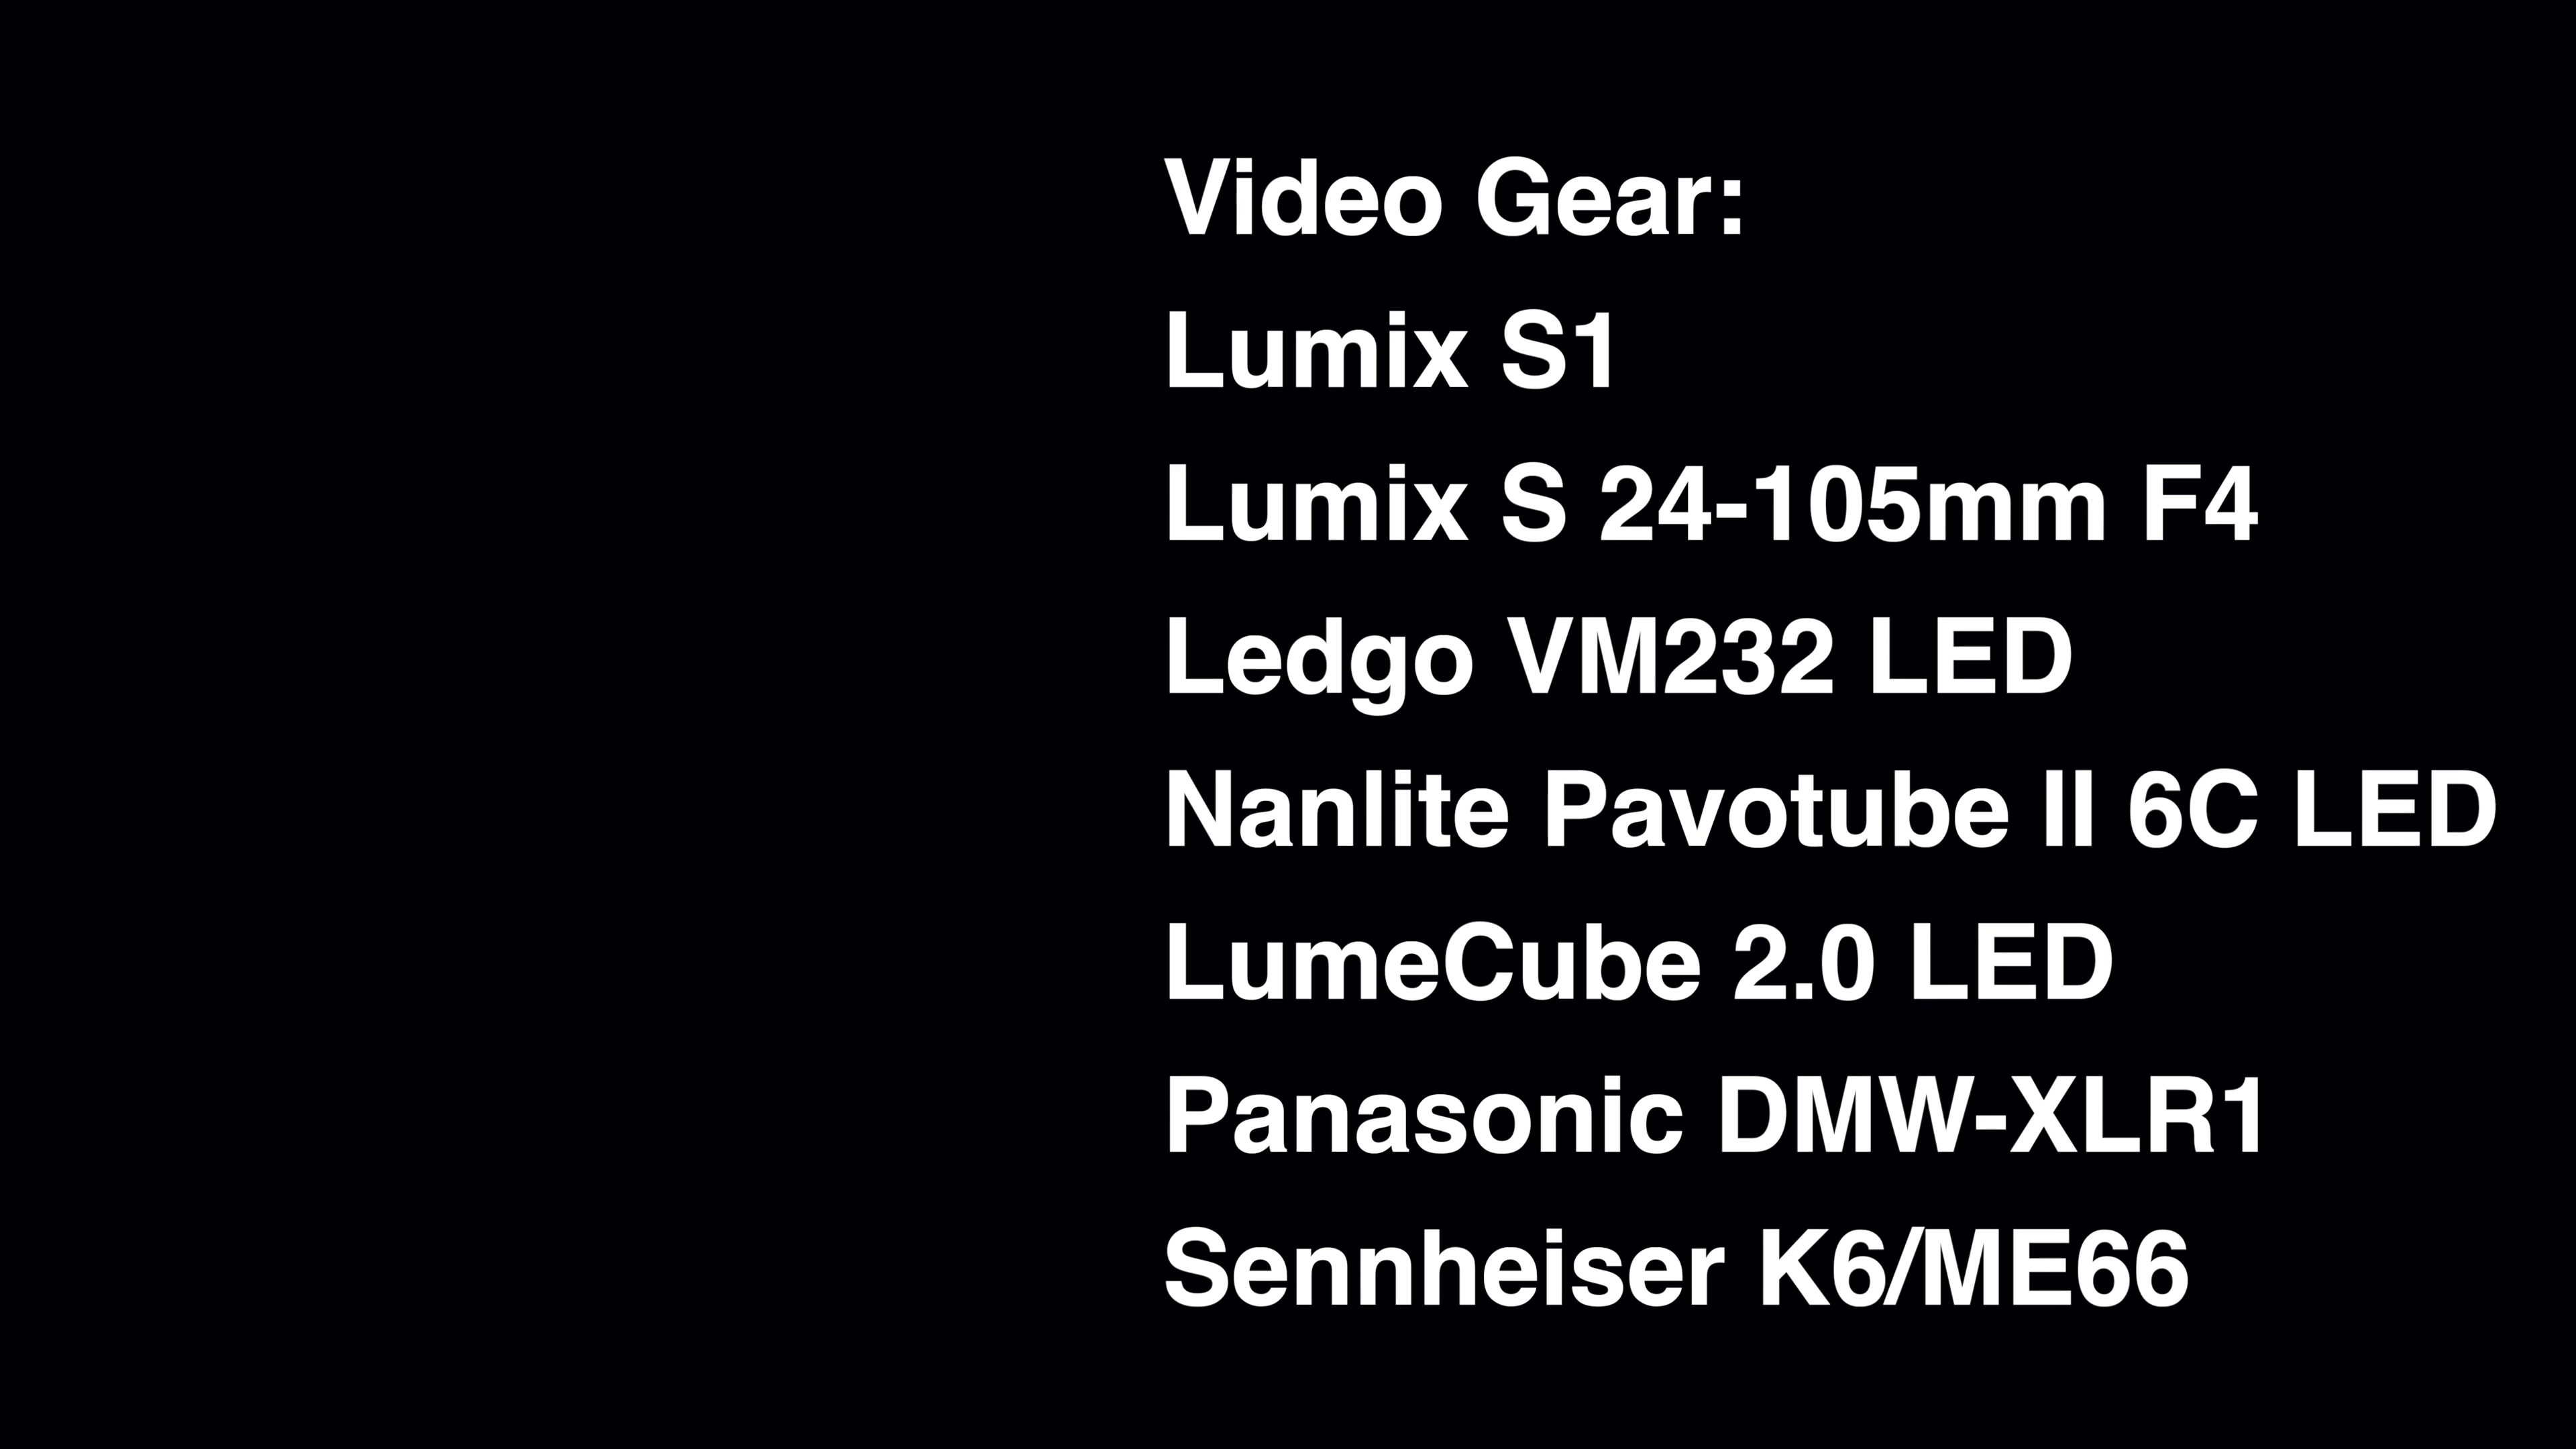 Video Gear:
Lumix S1
Lumix S 24-105mm F4
Ledgo VM232 LED
Nanlite Pavotube II 6C LED
LumeCube 2.0 LED
Panasonic DMW-XLR1
Sennheiser K6/ME66